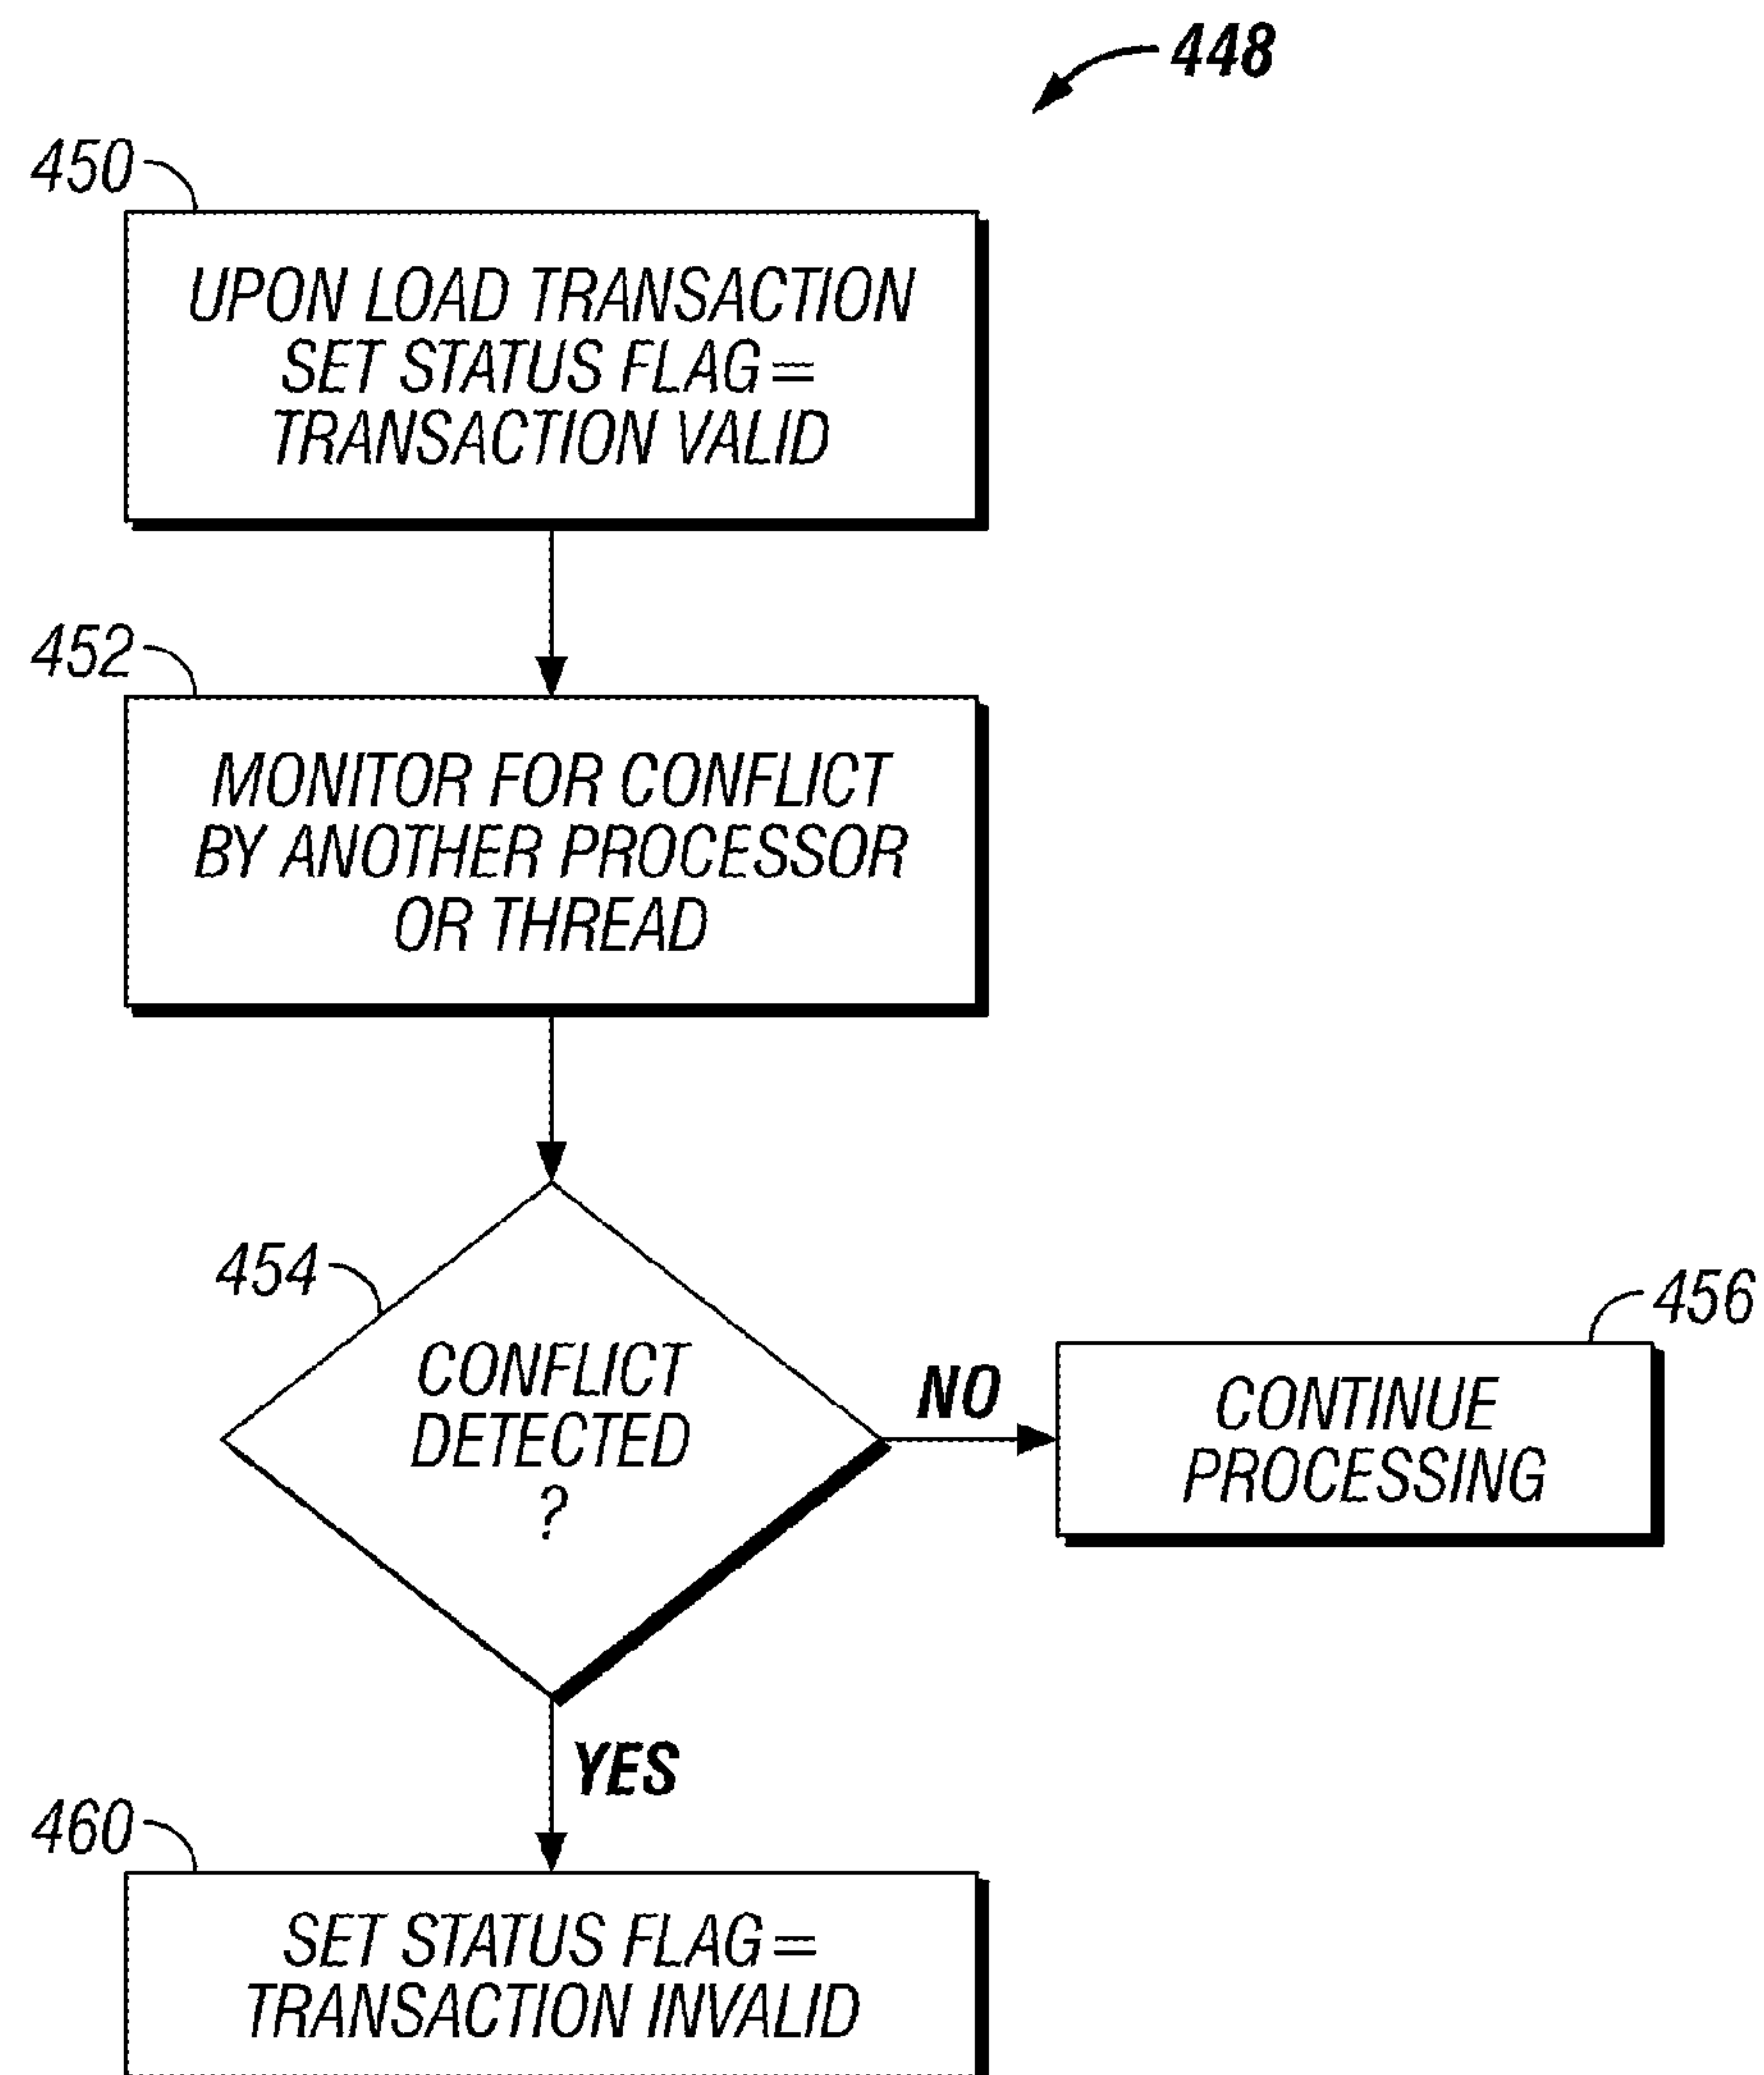 448
450
UPON LOAD TRANSACTION
SET STATUS FLAG=
TRANSACTION VALID
452
MONITOR FOR CONFLICT
BY ANOTHER PROCESSOR
OR THREAD
454
CONFLICT
DETECTED
?
NO
456
CONTINUE
PROCESSING
YES
460
SET STATUS FLAG=
TRANSACTION INVALID